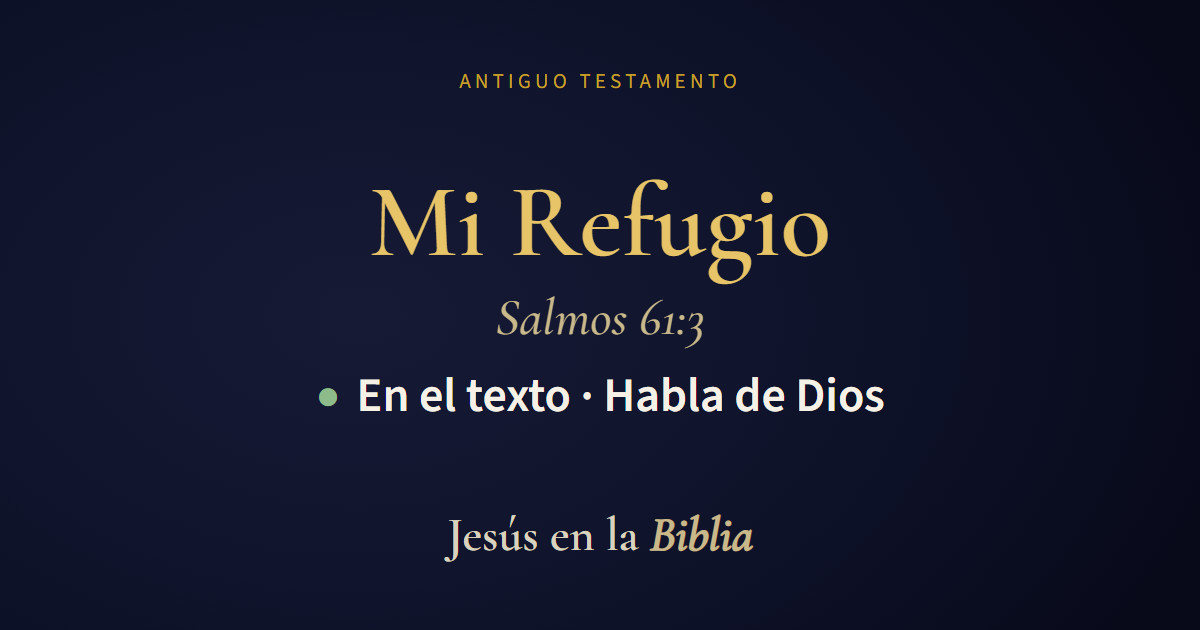 ANTIGUO TESTAMENTO
Mi Refugio
Salmos 61:3
En el texto · Habla de Dios
Jesús en la Biblia